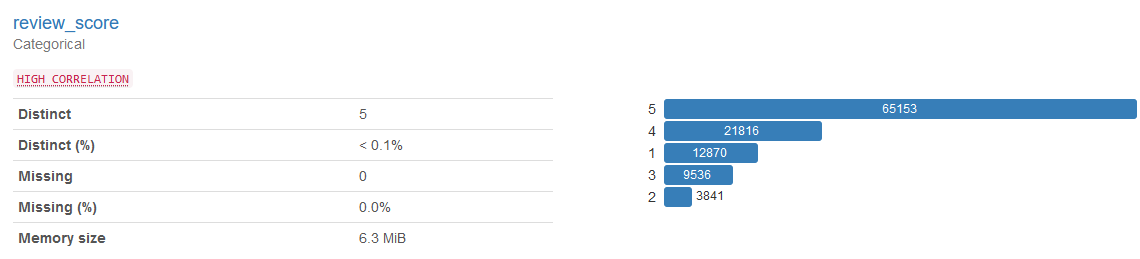 review_score
Categorical
HIGH CORRELATION
Distinct 5
Distinct (%) < 0.1%
Missing 0
Missing (%) 0.0%
Memory size 6.3 MiB
5 65153
4 21816
1 12870
3 9536
2 3841